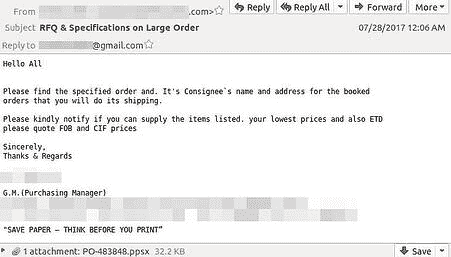 From .com>
Reply Reply All Forward More
Subject RFQ & Specifications on Large Order 07/28/2017 12:06 AM
Reply to @gmail.com
Hello All
Please find the specified order and. It's Consignee`s name and address for the booked
orders that you will do its shipping.
Please kindly notify if you can supply the items listed. your lowest prices and also ETD
please quote FOB and CIF prices
Sincerely,
Thanks & Regards
G.M.(Purchasing Manager)
"SAVE PAPER – THINK BEFORE YOU PRINT"
1 attachment: PO-483848.ppsx 32.2 KB Save